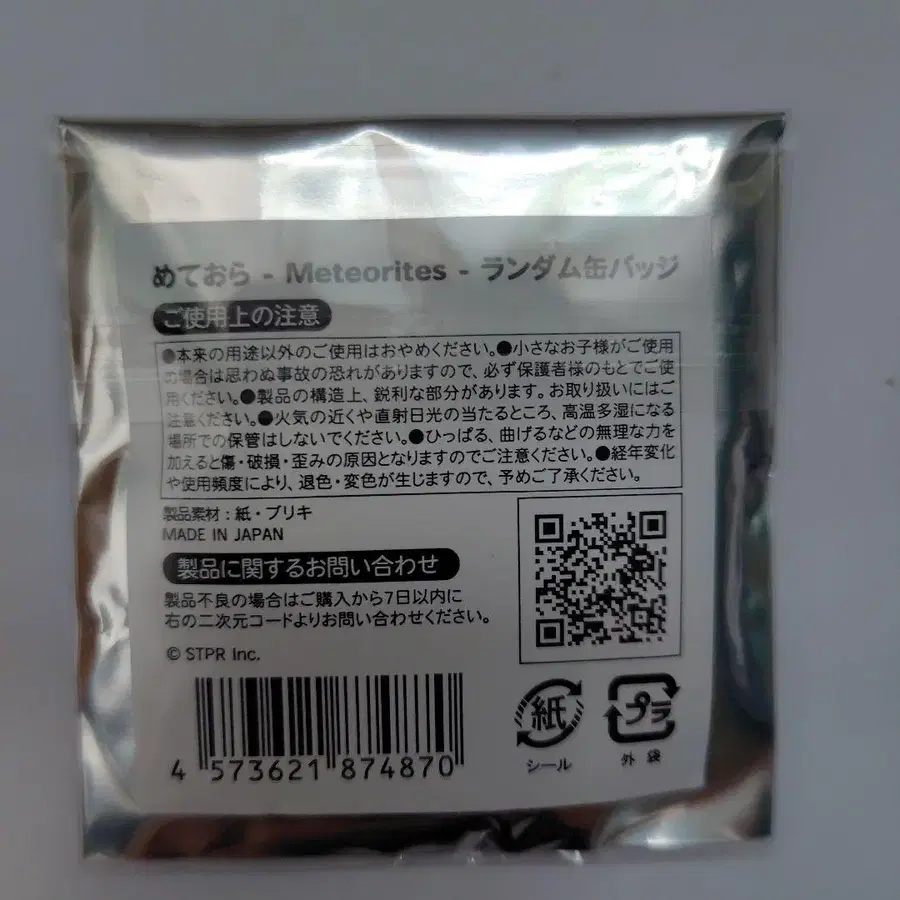 めておら - Meteorites - ランダム缶バッジ
ご使用上の注意
●本来の用途以外のご使用はおやめください。●小さなお子様がご使用
の場合は思わぬ事故の恐れがありますので、必ず保護者様のもとでご使
用ください。●製品の構造上、鋭利な部分があります。お取り扱いにはご
注意ください。●火気の近くや直射日光の当たるところ、高温多湿になる
場所での保管はしないでください。●ひっぱる、曲げるなどの無理な力を
加えると傷・破損・歪みの原因となりますのでご注意ください。●経年変化
や使用頻度により、退色・変色が生じますので、予めご了承ください。
製品素材：紙・ブリキ
MADE IN JAPAN
製品に関するお問い合わせ
製品不良の場合はご購入から7日以内に
右の二次元コードよりお問い合わせください。
© STPR Inc.
4 573621 874870
紙
シール
プラ
外袋